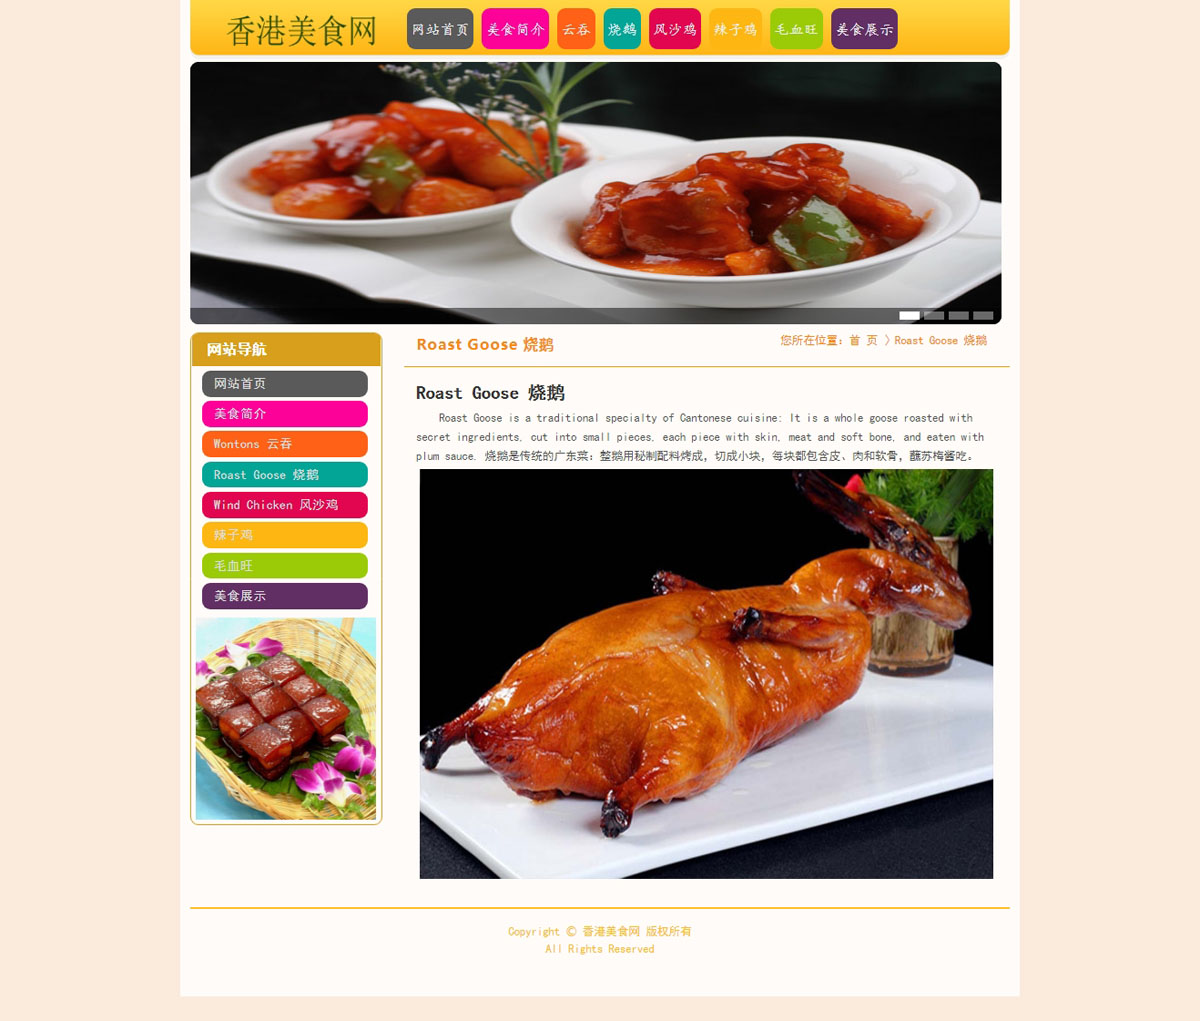 香港美食网
网站首页 美食简介 云吞 烧鹅 风沙鸡 辣子鸡 毛血旺 美食展示
网站导航
网站首页
美食简介
Wontons 云吞
Roast Goose 烧鹅
Wind Chicken 风沙鸡
辣子鸡
毛血旺
美食展示
Roast Goose 烧鹅
您所在位置：首 页 〉Roast Goose 烧鹅
Roast Goose 烧鹅
Roast Goose is a traditional specialty of Cantonese cuisine: It is a whole goose roasted with
secret ingredients, cut into small pieces, each piece with skin, meat and soft bone, and eaten with
plum sauce. 烧鹅是传统的广东菜：整鹅用秘制配料烤成，切成小块，每块都包含皮、肉和软骨，蘸苏梅酱吃。
Copyright © 香港美食网 版权所有
All Rights Reserved